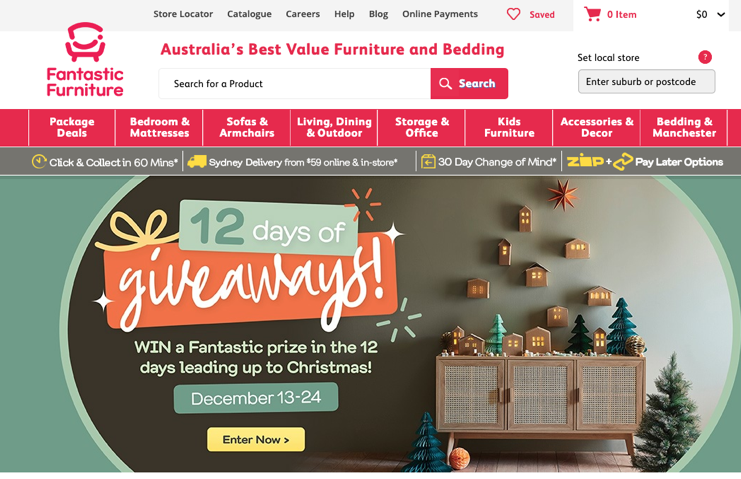 Store Locator Catalogue Careers Help Blog Online Payments Saved 0 Item $0
Fantastic
Furniture
Australia's Best Value Furniture and Bedding
Search for a Product Search
Set local store ?
Enter suburb or postcode
Package
Deals
Bedroom &
Mattresses
Sofas &
Armchairs
Living, Dining
& Outdoor
Storage &
Office
Kids
Furniture
Accessories &
Decor
Bedding &
Manchester
Click & Collect in 60 Mins*
Sydney Delivery from $59 online & in-store*
30 Day Change of Mind*
ZIP + Pay Later Options
12 days of
giveaways!
WIN a Fantastic prize in the 12
days leading up to Christmas!
December 13-24
Enter Now >